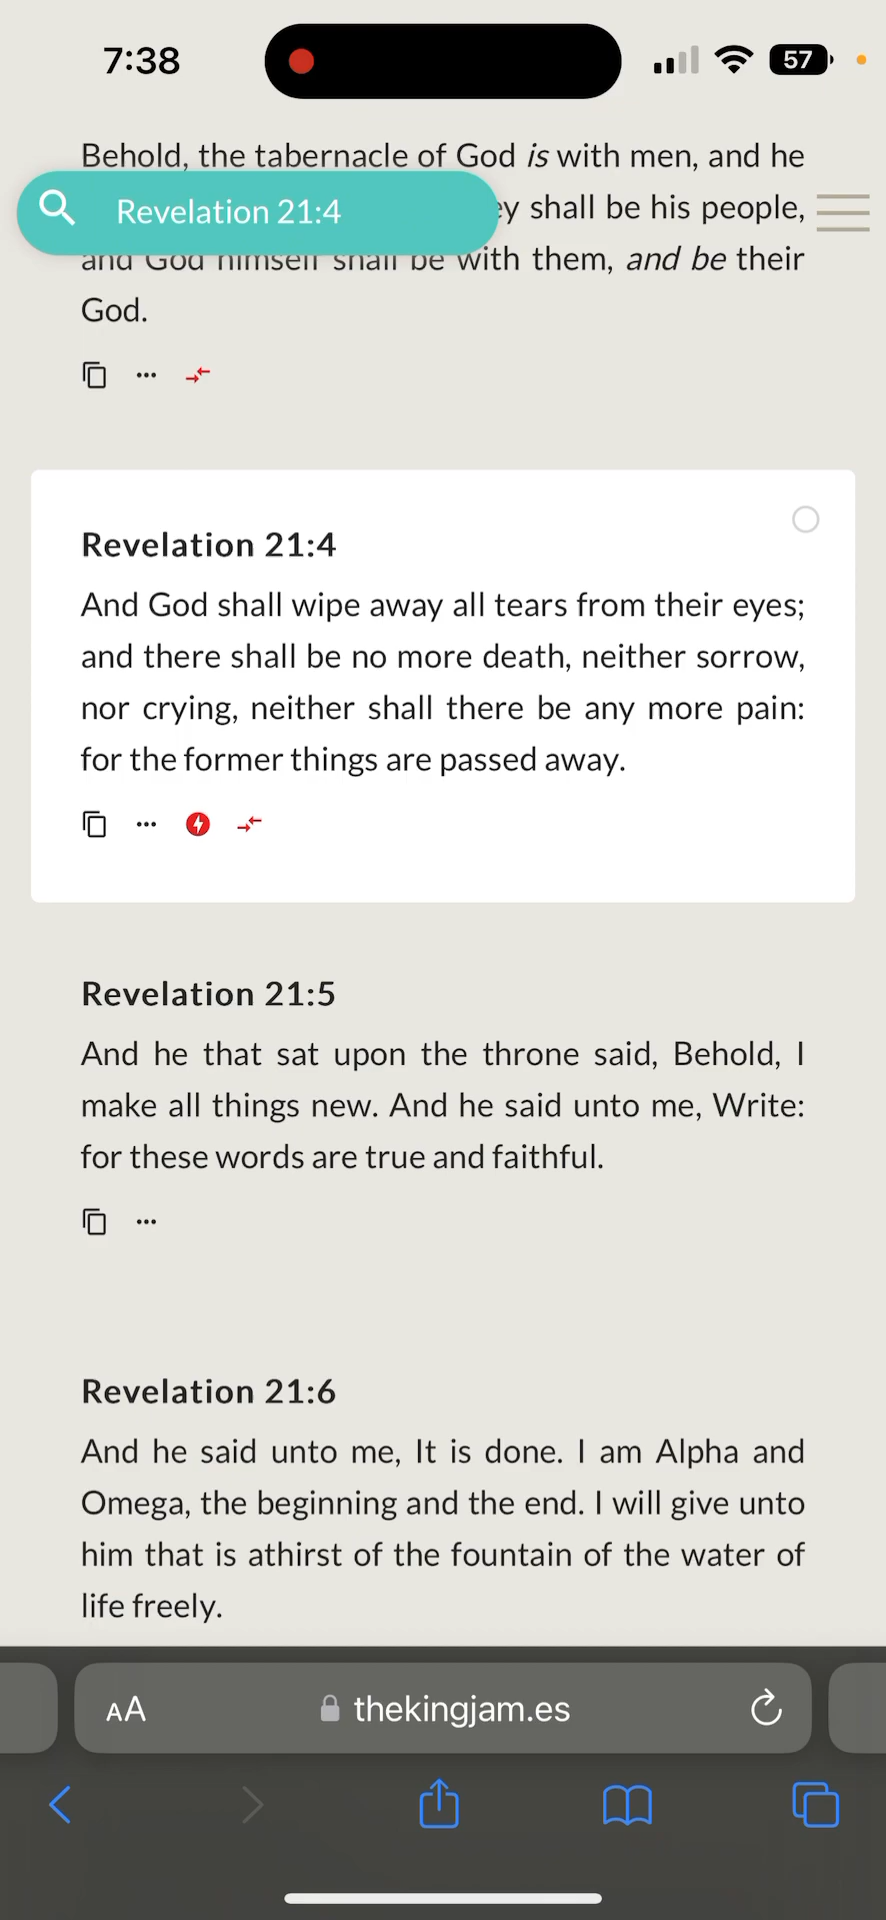 7:38
57
Behold, the tabernacle of God is with men, and he
Revelation 21:4
shall be his people,
and God himself shall be with them, and be their
God.
Revelation 21:4
And God shall wipe away all tears from their eyes;
and there shall be no more death, neither sorrow,
nor crying, neither shall there be any more pain:
for the former things are passed away.
Revelation 21:5
And he that sat upon the throne said, Behold, I
make all things new. And he said unto me, Write:
for these words are true and faithful.
Revelation 21:6
And he said unto me, It is done. I am Alpha and
Omega, the beginning and the end. I will give unto
him that is athirst of the fountain of the water of
life freely.
AA
thekingjam.es